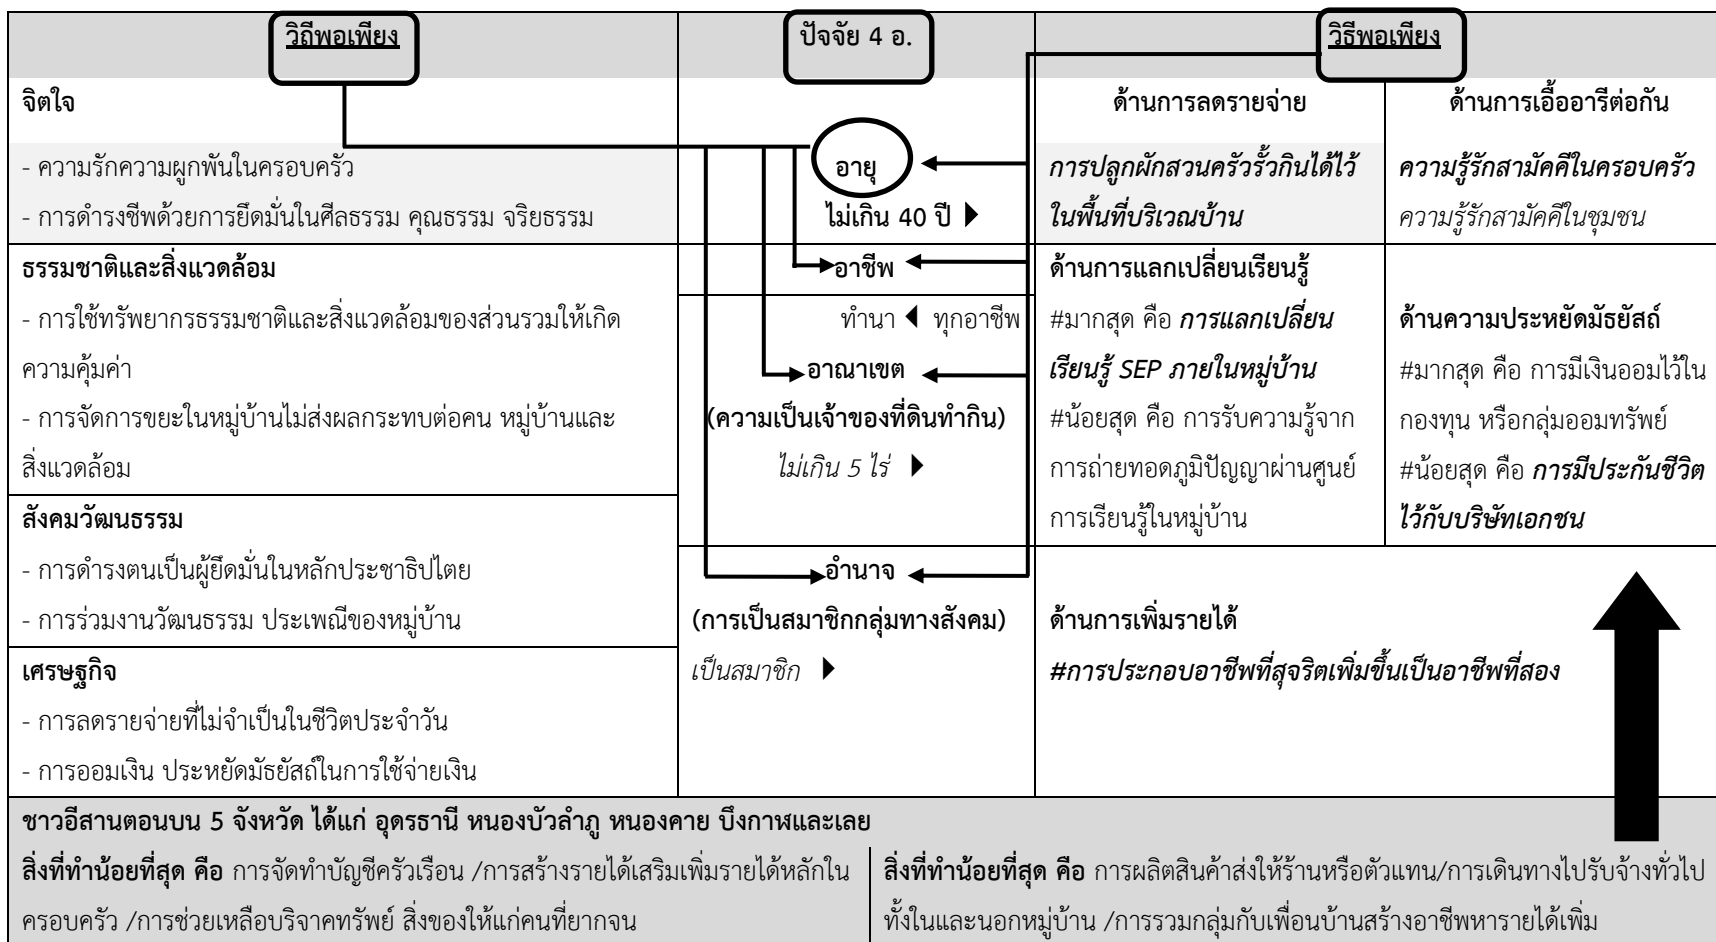 วิถีพอเพียง
ปัจจัย 4 อ.
วิธีพอเพียง
จิตใจ
- ความรักความผูกพันในครอบครัว
- การดำรงชีพด้วยการยึดมั่นในศีลธรรม คุณธรรม จริยธรรม
อายุ
ไม่เกิน 40 ปี
ด้านการลดรายจ่าย
การปลูกผักสวนครัวรั้วกินได้ไว้
ในพื้นที่บริเวณบ้าน
ด้านการเอื้ออารีต่อกัน
ความรู้รักสามัคคีในครอบครัว
ความรู้รักสามัคคีในชุมชน
ธรรมชาติและสิ่งแวดล้อม
- การใช้ทรัพยากรธรรมชาติและสิ่งแวดล้อมของส่วนรวมให้เกิด
ความคุ้มค่า
- การจัดการขยะในหมู่บ้านไม่ส่งผลกระทบต่อคน หมู่บ้านและ
สิ่งแวดล้อม
อาชีพ
ทำนา ทุกอาชีพ
อาณาเขต
(ความเป็นเจ้าของที่ดินทำกิน)
ไม่เกิน 5 ไร่
ด้านการแลกเปลี่ยนเรียนรู้
#มากสุด คือ การแลกเปลี่ยน
เรียนรู้ SEP ภายในหมู่บ้าน
#น้อยสุด คือ การรับความรู้จาก
การถ่ายทอดภูมิปัญญาผ่านศูนย์
การเรียนรู้ในหมู่บ้าน
ด้านความประหยัดมัธยัสถ์
#มากสุด คือ การมีเงินออมไว้ใน
กองทุน หรือกลุ่มออมทรัพย์
#น้อยสุด คือ การมีประกันชีวิต
ไว้กับบริษัทเอกชน
สังคมวัฒนธรรม
- การดำรงตนเป็นผู้ยึดมั่นในหลักประชาธิปไตย
- การร่วมงานวัฒนธรรม ประเพณีของหมู่บ้าน
อำนาจ
(การเป็นสมาชิกกลุ่มทางสังคม)
เป็นสมาชิก
ด้านการเพิ่มรายได้
#การประกอบอาชีพที่สุจริตเพิ่มขึ้นเป็นอาชีพที่สอง
เศรษฐกิจ
- การลดรายจ่ายที่ไม่จำเป็นในชีวิตประจำวัน
- การออมเงิน ประหยัดมัธยัสถ์ในการใช้จ่ายเงิน
ชาวอีสานตอนบน 5 จังหวัด ได้แก่ อุดรธานี หนองบัวลำภู หนองคาย บึงกาฬและเลย
สิ่งที่ทำน้อยที่สุด คือ การจัดทำบัญชีครัวเรือน /การสร้างรายได้เสริมเพิ่มรายได้หลักใน
ครอบครัว /การช่วยเหลือบริจาคทรัพย์ สิ่งของให้แก่คนที่ยากจน
สิ่งที่ทำน้อยที่สุด คือ การผลิตสินค้าส่งให้ร้านหรือตัวแทน/การเดินทางไปรับจ้างทั่วไป
ทั้งในและนอกหมู่บ้าน /การรวมกลุ่มกับเพื่อนบ้านสร้างอาชีพหารายได้เพิ่ม